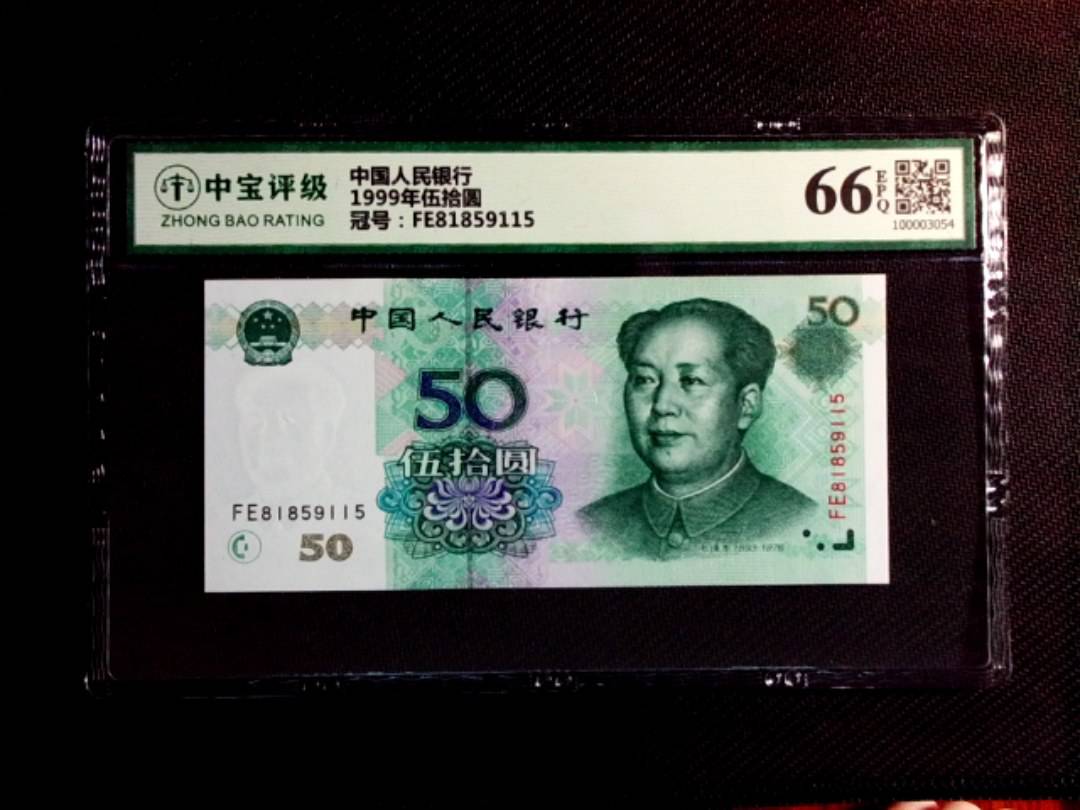 中宝评级
ZHONG BAO RATING
中国人民银行
1999年伍拾圆
冠号：FE81859115
66
EPQ
100003054
中国人民银行
50
50
伍拾圆
FE81859115
FE81859115
50